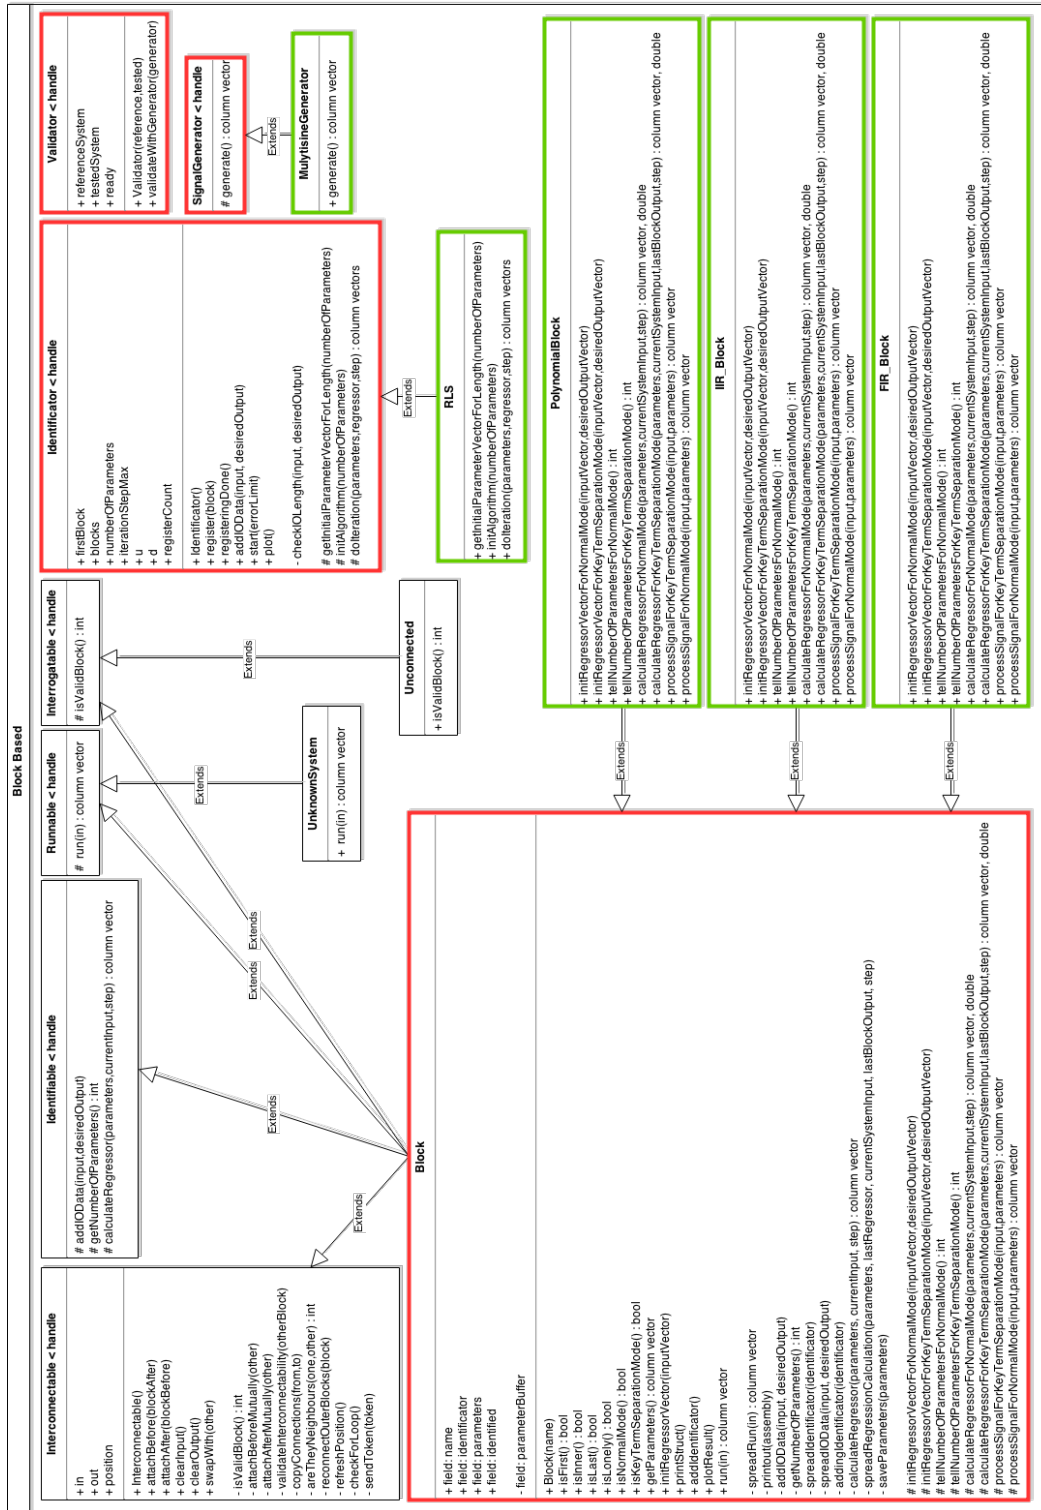 Block Based
Interconnectable < handle
+ in
+ out
+ position
+ Interconnectable()
+ attachBefore(blockAfter)
+ attachAfter(blockBefore)
+ clearInput()
+ clearOutput()
+ swapWith(other)
- isValidBlock() : int
- attachBeforeMutually(other)
- attachAfterMutually(other)
- validateInterconnectability(otherBlock)
- copyConnections(from,to)
- areTheyNeighbours(one,other) : int
- reconnectOuterBlocks(block)
- refreshPosition()
- checkForLoop()
- sendToken(token)
Identifiable < handle
# addIOData(input,desiredOutput)
# getNumberOfParameters() : int
# calculateRegressor(parameters,currentInput,step) : column vector
Runnable < handle
# run(in) : column vector
Interrogatable < handle
# isValidBlock() : int
Identificator < handle
+ firstBlock
+ blocks
+ numberOfParameters
+ iterationStepMax
+ u
+ d
+ registerCount
+ Identificator()
+ register(block)
+ registeringDone()
+ addIOData(input, desiredOutput)
+ start(errorLimit)
+ plot()
- checkIOLength(input, desiredOutput)
# getInitialParameterVectorForLength(numberOfParameters)
# initAlgorithm(numberOfParameters)
# doIteration(parameters,regressor,step) : column vectors
Validator < handle
+ referenceSystem
+ testedSystem
+ ready
+ Validator(reference,tested)
+ validateWithGenerator(generator)
SignalGenerator < handle
# generate() : column vector
Extends
MulytisineGenerator
+ generate() : column vector
Extends
Extends
Extends
Extends
Extends
Extends
UnknownSystem
+ run(in) : column vector
Unconnected
+ isValidBlock() : int
Extends
RLS
+ getInitialParameterVectorForLength(numberOfParameters)
+ initAlgorithm(numberOfParameters)
+ doIteration(parameters,regressor,step) : column vectors
Block
+ field: name
+ field: identificator
+ field: parameters
+ field: identified
- field: parameterBuffer
+ Block(name)
+ isFirst() : bool
+ isInner() : bool
+ isLast() : bool
+ isLonely() : bool
+ isNormalMode() : bool
+ isKeyTermSeparationMode() : bool
+ getParameters() : column vector
+ initRegressorVector(inputVector)
+ printStruct()
+ addIdentificator()
+ plotResult()
+ run(in) : column vector
- spreadRun(in) : column vector
- printout(assembly)
- addIOData(input, desiredOutput)
- getNumberOfParameters() : int
- spreadIdentificator(identificator)
- spreadIOData(input, desiredOutput)
- addingIdentificator(identificator)
- calculateRegressor(parameters, currentInput, step) : column vector
- spreadRegressionCalculation(parameters, lastRegressor, currentSystemInput, lastBlockOutput, step)
- saveParameters(parameters)
# initRegressorVectorForNormalMode(inputVector,desiredOutputVector)
# initRegressorVectorForKeyTermSeparationMode(inputVector,desiredOutputVector)
# tellNumberOfParametersForNormalMode() : int
# tellNumberOfParametersForKeyTermSeparationMode() : int
# calculateRegressorForNormalMode(parameters,currentSystemInput,step) : column vector, double
# calculateRegressorForKeyTermSeparationMode(parameters,currentSystemInput,lastBlockOutput,step) : column vector, double
# processSignalForKeyTermSeparationMode(input,parameters) : column vector
# processSignalForNormalMode(input,parameters) : column vector
Extends
PolynomialBlock
+ initRegressorVectorForNormalMode(inputVector,desiredOutputVector)
+ initRegressorVectorForKeyTermSeparationMode(inputVector,desiredOutputVector)
+ tellNumberOfParametersForNormalMode() : int
+ tellNumberOfParametersForKeyTermSeparationMode() : int
+ calculateRegressorForNormalMode(parameters,currentSystemInput,step) : column vector, double
+ calculateRegressorForKeyTermSeparationMode(parameters,currentSystemInput,lastBlockOutput,step) : column vector, double
+ processSignalForKeyTermSeparationMode(input,parameters) : column vector
+ processSignalForNormalMode(input,parameters) : column vector
Extends
IIR_Block
+ initRegressorVectorForNormalMode(inputVector,desiredOutputVector)
+ initRegressorVectorForKeyTermSeparationMode(inputVector,desiredOutputVector)
+ tellNumberOfParametersForNormalMode() : int
+ tellNumberOfParametersForKeyTermSeparationMode() : int
+ calculateRegressorForNormalMode(parameters,currentSystemInput,step) : column vector, double
+ calculateRegressorForKeyTermSeparationMode(parameters,currentSystemInput,lastBlockOutput,step) : column vector, double
+ processSignalForKeyTermSeparationMode(input,parameters) : column vector
+ processSignalForNormalMode(input,parameters) : column vector
Extends
FIR_Block
+ initRegressorVectorForNormalMode(inputVector,desiredOutputVector)
+ initRegressorVectorForKeyTermSeparationMode(inputVector,desiredOutputVector)
+ tellNumberOfParametersForNormalMode() : int
+ tellNumberOfParametersForKeyTermSeparationMode() : int
+ calculateRegressorForNormalMode(parameters,currentSystemInput,step) : column vector, double
+ calculateRegressorForKeyTermSeparationMode(parameters,currentSystemInput,lastBlockOutput,step) : column vector, double
+ processSignalForKeyTermSeparationMode(input,parameters) : column vector
+ processSignalForNormalMode(input,parameters) : column vector